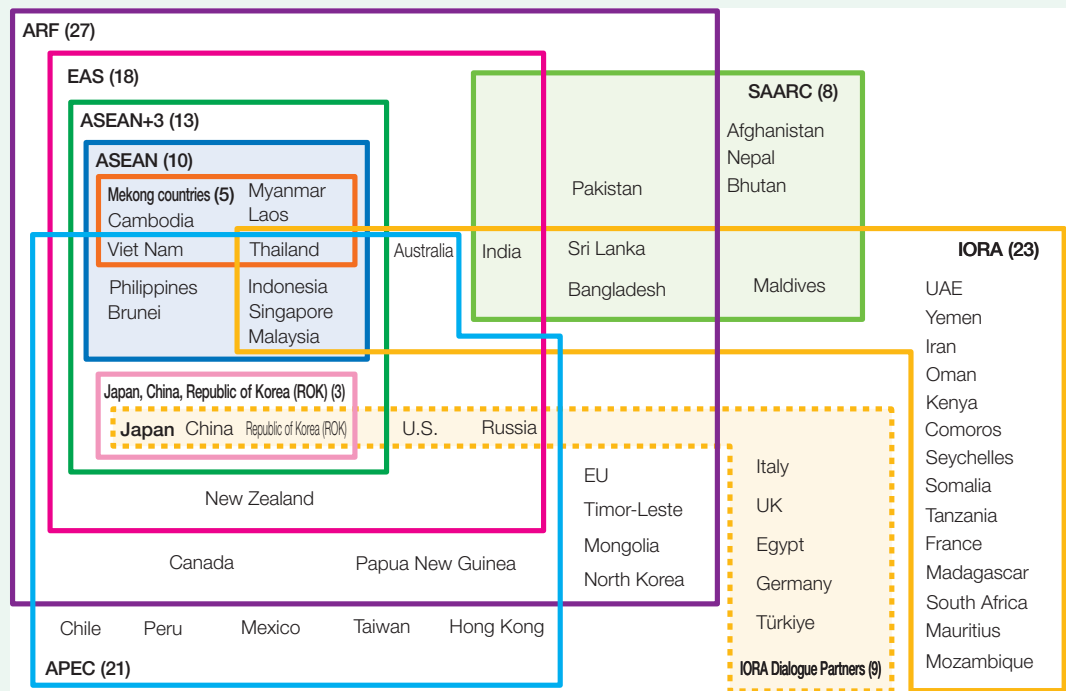 ARF (27)
EAS (18)
ASEAN+3 (13)
ASEAN (10)
Mekong countries (5)
Myanmar
Cambodia
Laos
Viet Nam
Thailand
Philippines
Brunei
Indonesia
Singapore
Malaysia
Australia
India
SAARC (8)
Afghanistan
Nepal
Bhutan
Pakistan
Sri Lanka
Bangladesh
Maldives
IORA (23)
UAE
Yemen
Iran
Oman
Kenya
Comoros
Seychelles
Somalia
Tanzania
France
Madagascar
South Africa
Mauritius
Mozambique
Japan, China, Republic of Korea (ROK) (3)
Japan China Republic of Korea (ROK) U.S. Russia
New Zealand
EU
Timor-Leste
Mongolia
North Korea
Italy
UK
Egypt
Germany
Türkiye
IORA Dialogue Partners (9)
Canada
Papua New Guinea
Chile Peru Mexico Taiwan Hong Kong
APEC (21)